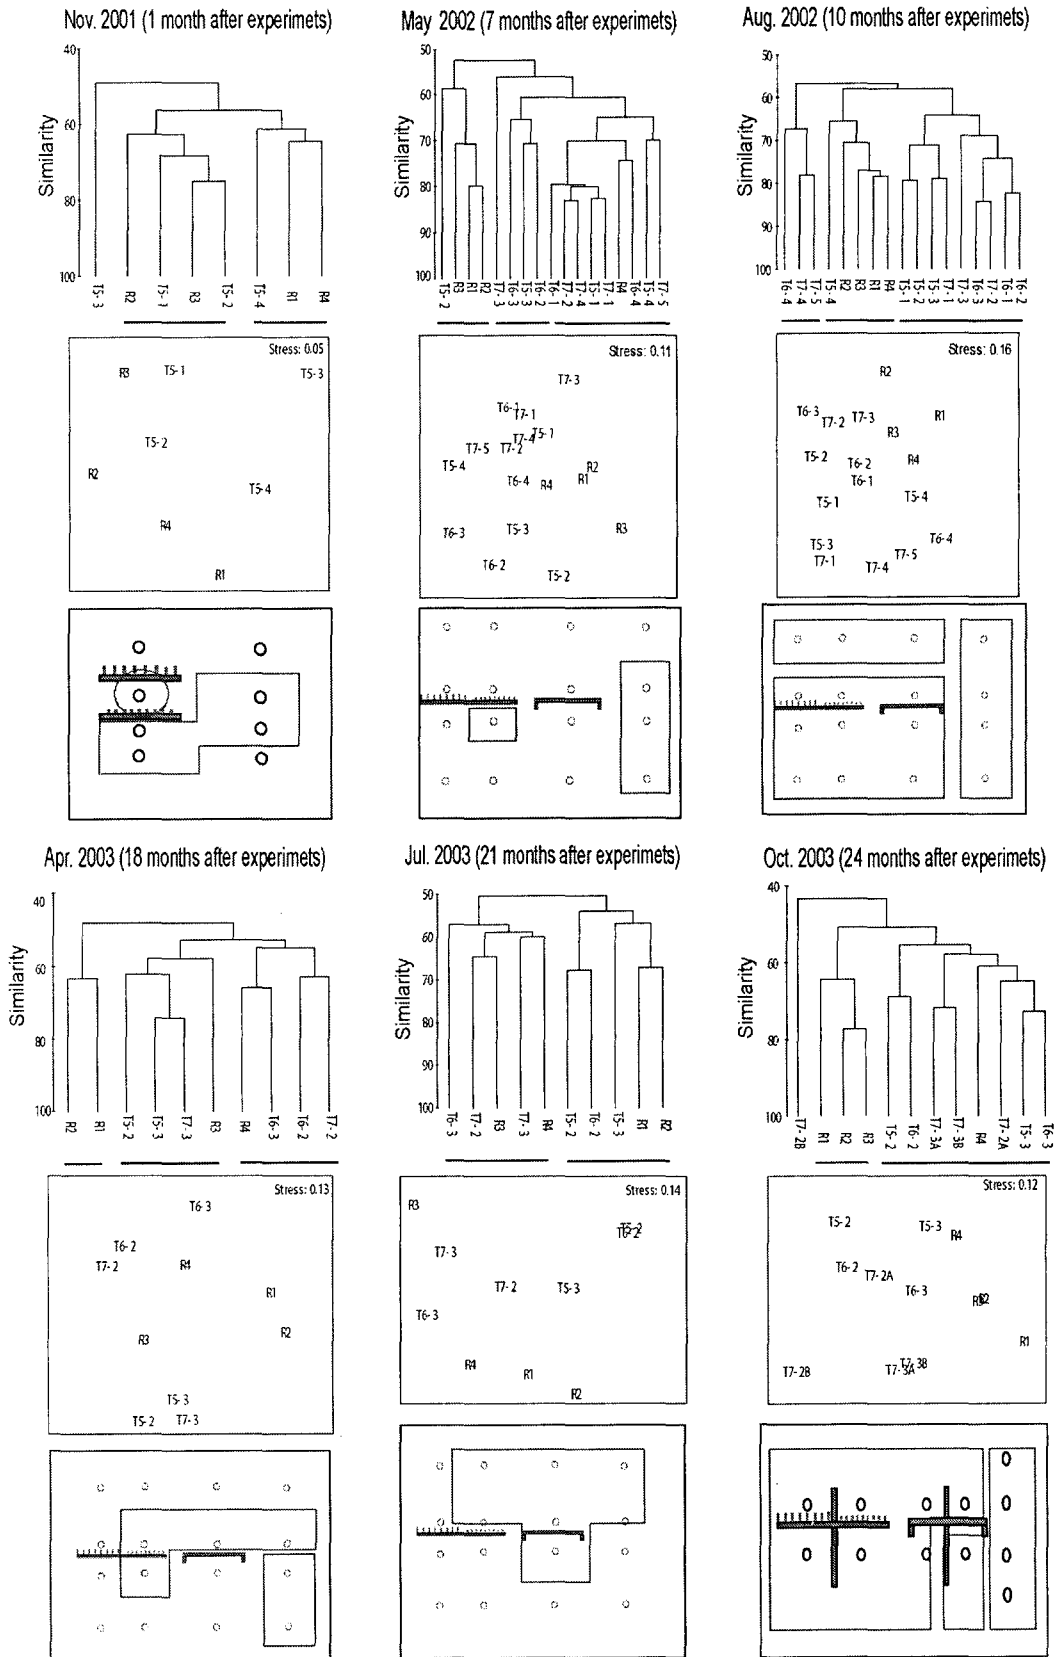 Nov. 2001 (1 month after experimets)
May 2002 (7 months after experimets)
Aug. 2002 (10 months after experimets)
Similarity
40
60
80
100
T5-3
R2
T5-1
R3
T5-2
T5-4
R1
R4
Similarity
50
60
70
80
90
100
T5-2
R3
R1
R2
T7-3
T6-3
T5-3
T6-2
T6-1
T7-2
T7-4
T5-1
T7-1
R4
T6-4
T5-4
T7-5
Similarity
50
60
70
80
90
100
T6-4
T7-4
T7-5
T5-4
R2
R3
R1
R4
T5-1
T5-2
T5-3
T7-1
T7-3
T6-3
T7-2
T6-1
T6-2
Stress: 0.05
R3
T5-1
T5-3
T5-2
R2
T5-4
R4
R1
Stress: 0.11
T7-3
T6-1
T7-1
T7-4
T5-1
T7-5
T7-2
T5-4
R2
T6-4
R4
R1
T6-3
T5-3
R3
T6-2
T5-2
Stress: 0.16
R2
T6-3
T7-2
T7-3
R1
R3
T5-2
T6-2
R4
T6-1
T5-1
T5-4
T5-3
T6-4
T7-1
T7-4
T7-5
Apr. 2003 (18 months after experimets)
Jul. 2003 (21 months after experimets)
Oct. 2003 (24 months after experimets)
Similarity
40
60
80
100
R2
R1
T5-2
T5-3
T7-3
R3
R4
T6-3
T6-2
T7-2
Similarity
50
60
70
80
90
100
T6-3
T7-2
R3
T7-3
R4
T5-2
T6-2
T5-3
R1
R2
Similarity
40
60
80
100
T7-2B
R1
R2
R3
T5-2
T6-2
T7-3A
T7-3B
R4
T7-2A
T5-3
T6-3
Stress: 0.13
T6-3
T6-2
T7-2
R4
R1
R3
R2
T5-3
T5-2
T7-3
Stress: 0.14
R3
T5-2
T6-2
T7-3
T7-2
T5-3
T6-3
R4
R1
R2
Stress: 0.12
T5-2
T5-3
R4
T6-2
T7-2A
T6-3
R3
R2
R1
T7-2B
T7-3A
T7-3B